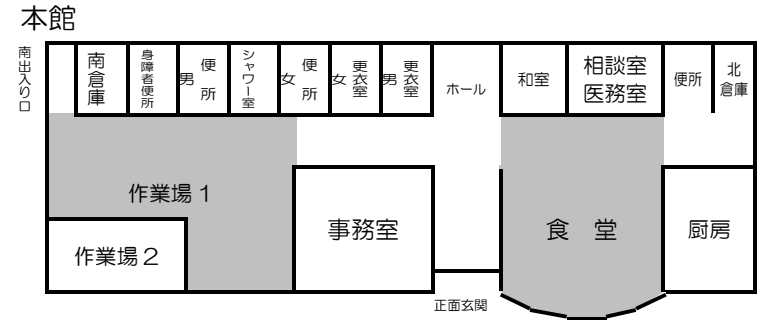 本館
南出入り口
南倉庫
身障者便所
男 便所
シャワー室
女 便所
女 更衣室
男 更衣室
ホール
和室
相談室
医務室
便所
北
倉庫
作業場１
作業場２
事務室
食　堂
厨房
正面玄関